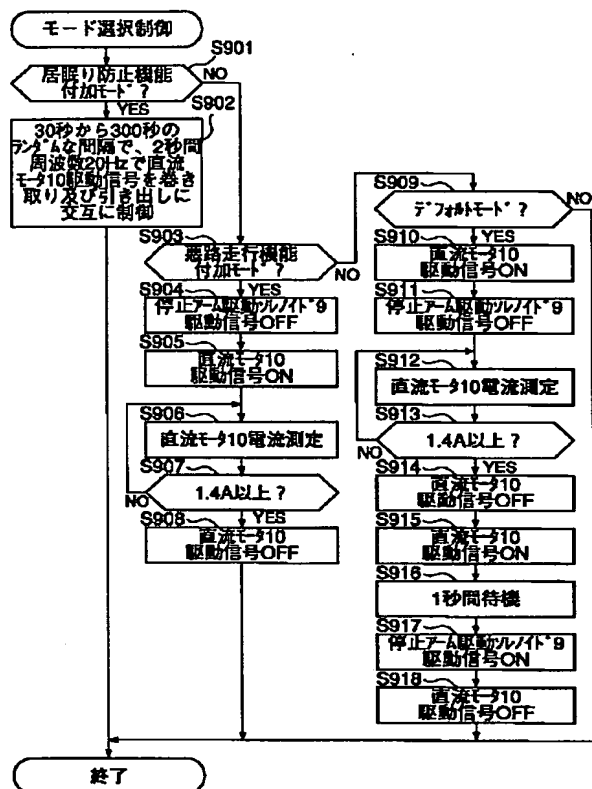 モード選択制御
S901
居眠り防止機能
付加モード?
NO
YES
S902
30秒から300秒の
ランダムな間隔で、2秒間
周波数20Hzで直流
モータ10駆動信号を巻き
取り及び引き出しに
交互に制御
S903
悪路走行機能
付加モード?
NO
YES
S904
停止アーム駆動ソレノイド9
駆動信号OFF
S905
直流モータ10
駆動信号ON
S906
直流モータ10電流測定
S907
1.4A以上?
NO
YES
S908
直流モータ10
駆動信号OFF
S909
デフォルトモード?
NO
YES
S910
直流モータ10
駆動信号ON
S911
停止アーム駆動ソルノイド9
駆動信号OFF
S912
直流モータ10電流測定
S913
1.4A以上?
NO
YES
S914
直流モータ10
駆動信号OFF
S915
直流モータ10
駆動信号ON
S916
1秒間待機
S917
停止アーム駆動ソルノイド9
駆動信号ON
S918
直流モータ10
駆動信号OFF
終了